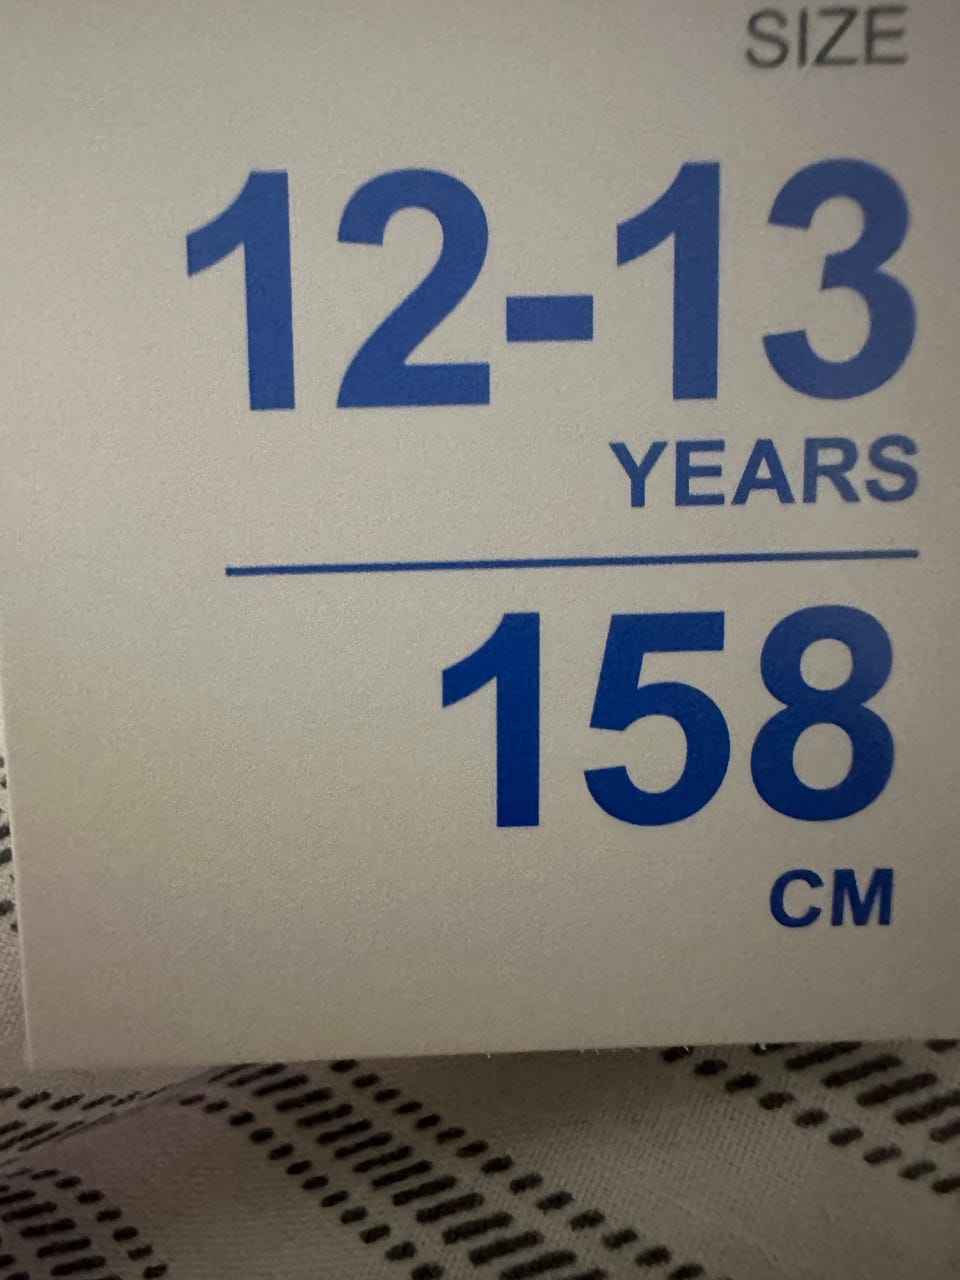 SIZE
12-13
YEARS
158
CM